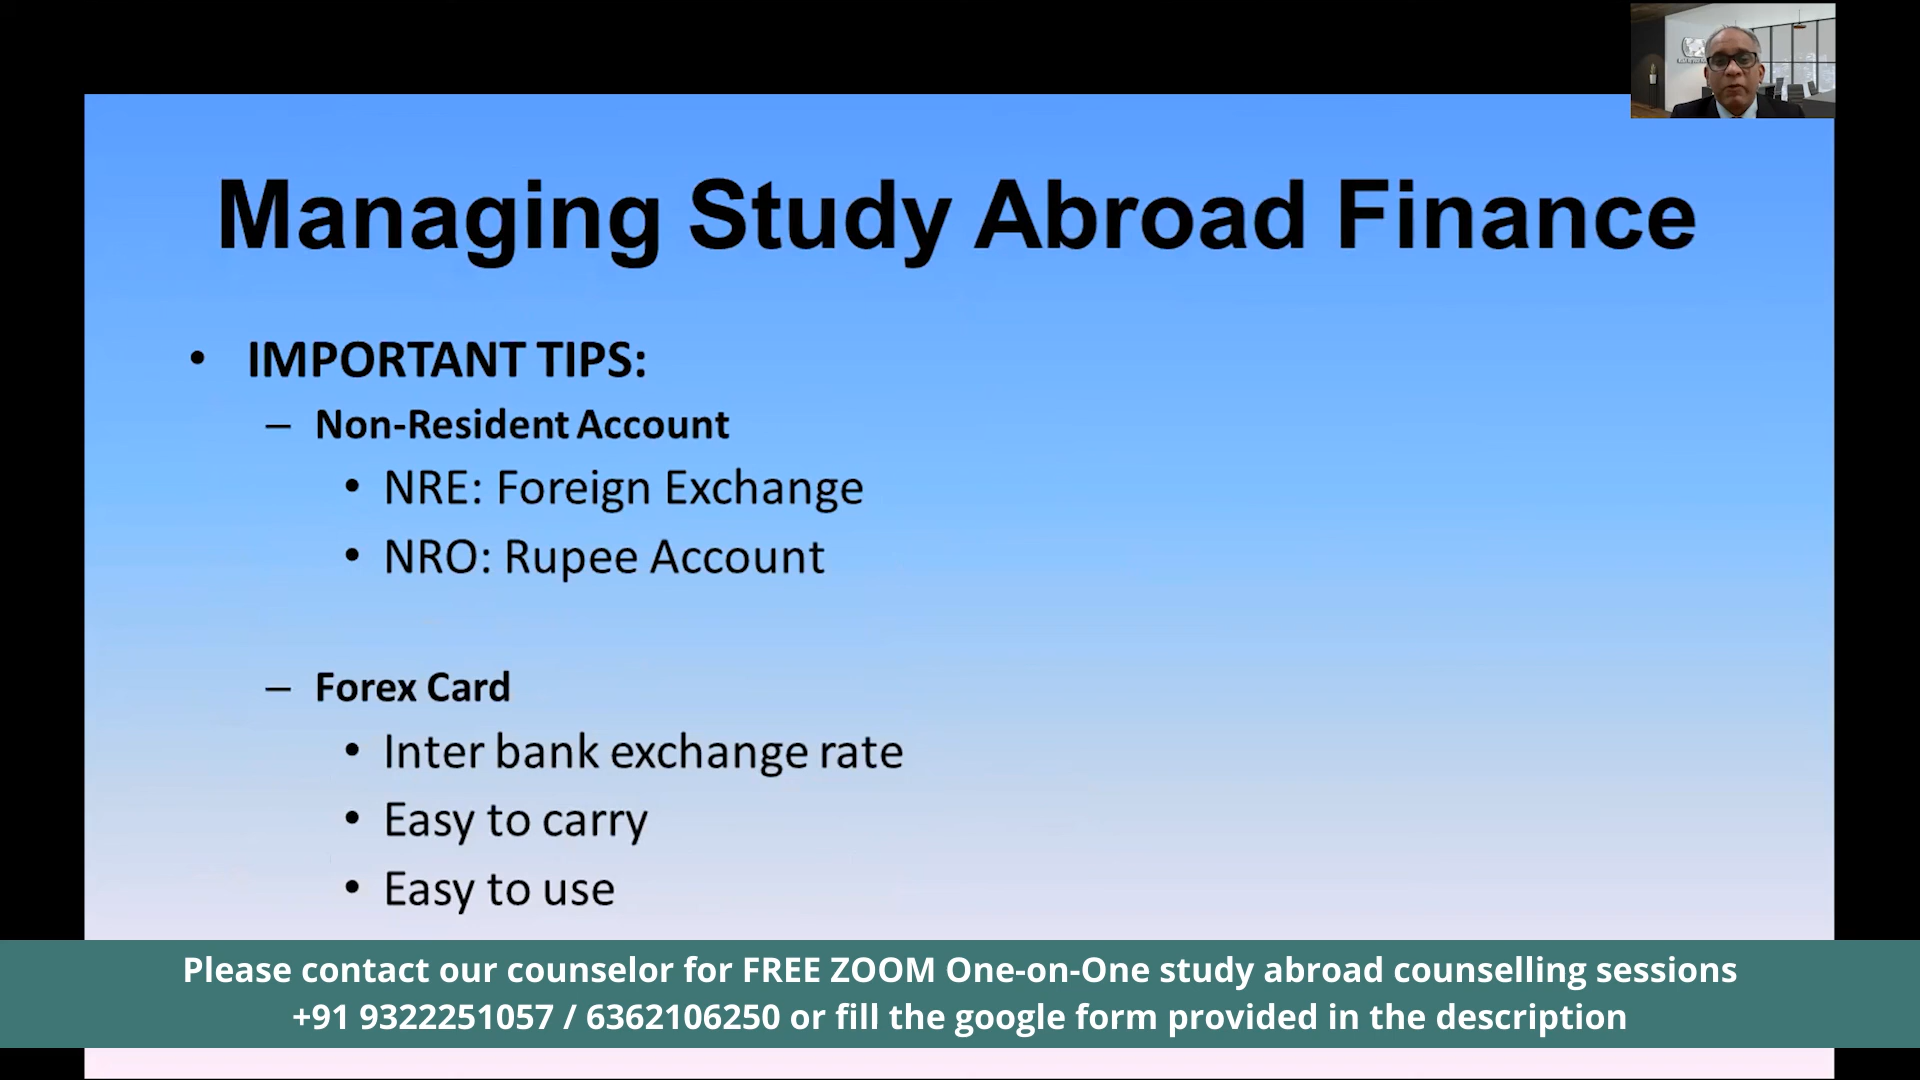 Managing Study Abroad Finance
• IMPORTANT TIPS:
– Non-Resident Account
• NRE: Foreign Exchange
• NRO: Rupee Account
– Forex Card
• Inter bank exchange rate
• Easy to carry
• Easy to use
Please contact our counselor for FREE ZOOM One-on-One study abroad counselling sessions
+91 9322251057 / 6362106250 or fill the google form provided in the description